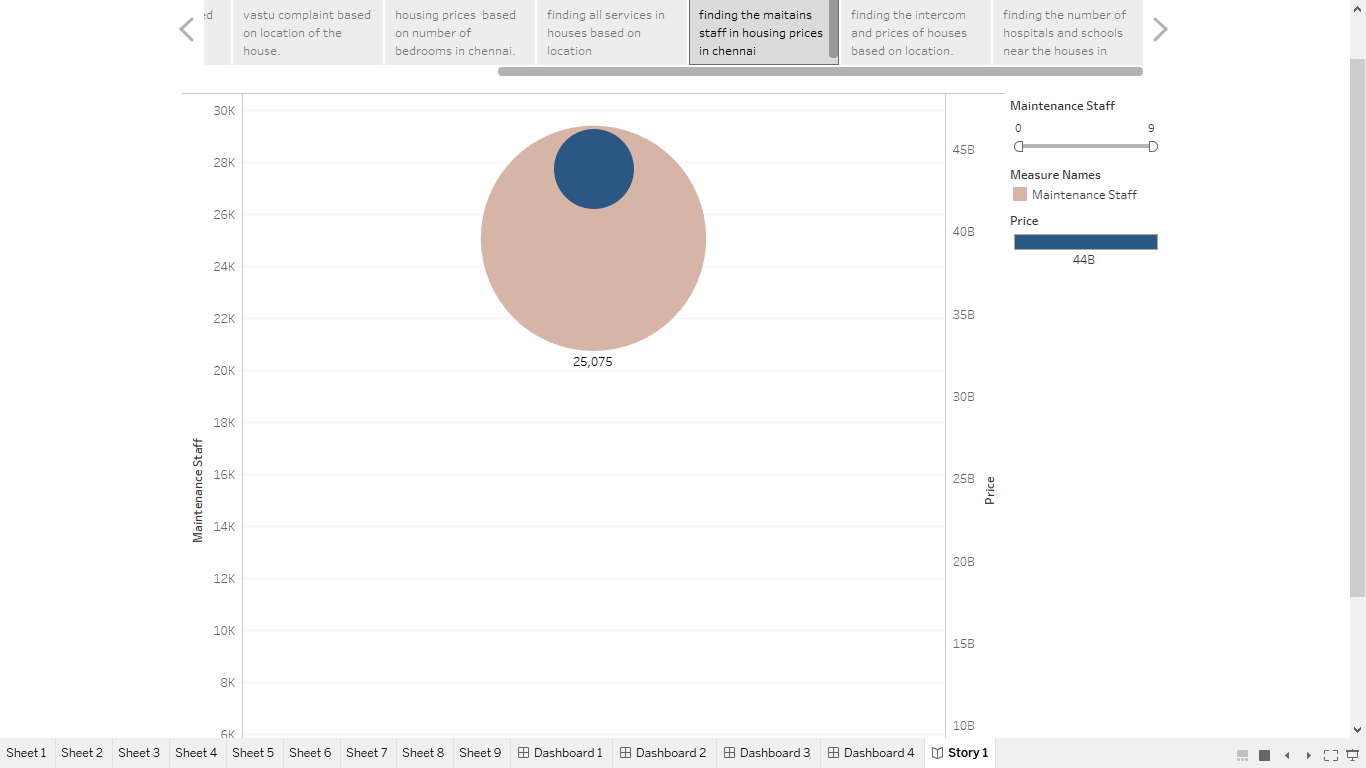 ed
vastu complaint based
on location of the
house.
housing prices  based
on number of
bedrooms in chennai.
finding all services in
houses based on
location
finding the maitains
staff in housing prices
in chennai
finding the intercom
and prices of houses
based on location.
finding the number of
hospitals and schools
near the houses in
30K
28K
26K
24K
22K
20K
18K
16K
14K
12K
10K
8K
6K
Maintenance Staff
25,075
45B
40B
35B
30B
25B
20B
15B
10B
Price
Maintenance Staff
0 9
Measure Names
Maintenance Staff
Price
44B
Sheet 1 Sheet 2 Sheet 3 Sheet 4 Sheet 5 Sheet 6 Sheet 7 Sheet 8 Sheet 9 Dashboard 1 Dashboard 2 Dashboard 3 Dashboard 4 Story 1